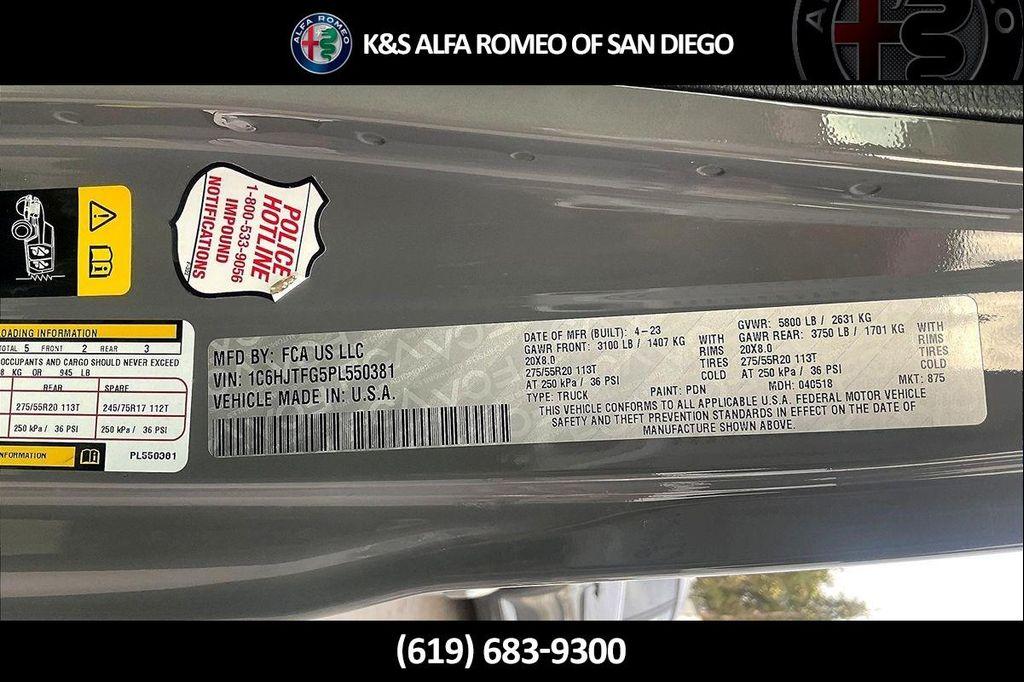 ALFA ROMEO
K&S ALFA ROMEO OF SAN DIEGO
POLICE
HOTLINE
1-800-533-9056
IMPOUND
NOTIFICATIONS
LOADING INFORMATION
TOTAL 5 FRONT 2 REAR 3
OCCUPANTS AND CARGO SHOULD NEVER EXCEED
8 KG OR 945 LB
REAR SPARE
275/55R20 113T 245/75R17 112T
250 kPa / 36 PSI 250 kPa / 36 PSI
INFORMATION PL550381
MFD BY: FCA US LLC
VIN: 1C6HJTFG5PL550381
VEHICLE MADE IN: U.S.A.
DATE OF MFR (BUILT): 4-23 GVWR: 5800 LB / 2631 KG
GAWR FRONT: 3100 LB / 1407 KG WITH GAWR REAR: 3750 LB / 1701 KG WITH
20X8.0 RIMS 20X8.0 RIMS
275/55R20 113T TIRES 275/55R20 113T TIRES
AT 250 kPa / 36 PSI AT 250 kPa / 36 PSI
TYPE: TRUCK PAINT: PDN MDH: 040518 MKT: 875
THIS VEHICLE CONFORMS TO ALL APPLICABLE U.S.A. FEDERAL MOTOR VEHICLE
SAFETY AND THEFT PREVENTION STANDARDS IN EFFECT ON THE DATE OF
MANUFACTURE SHOWN ABOVE.
(619) 683-9300